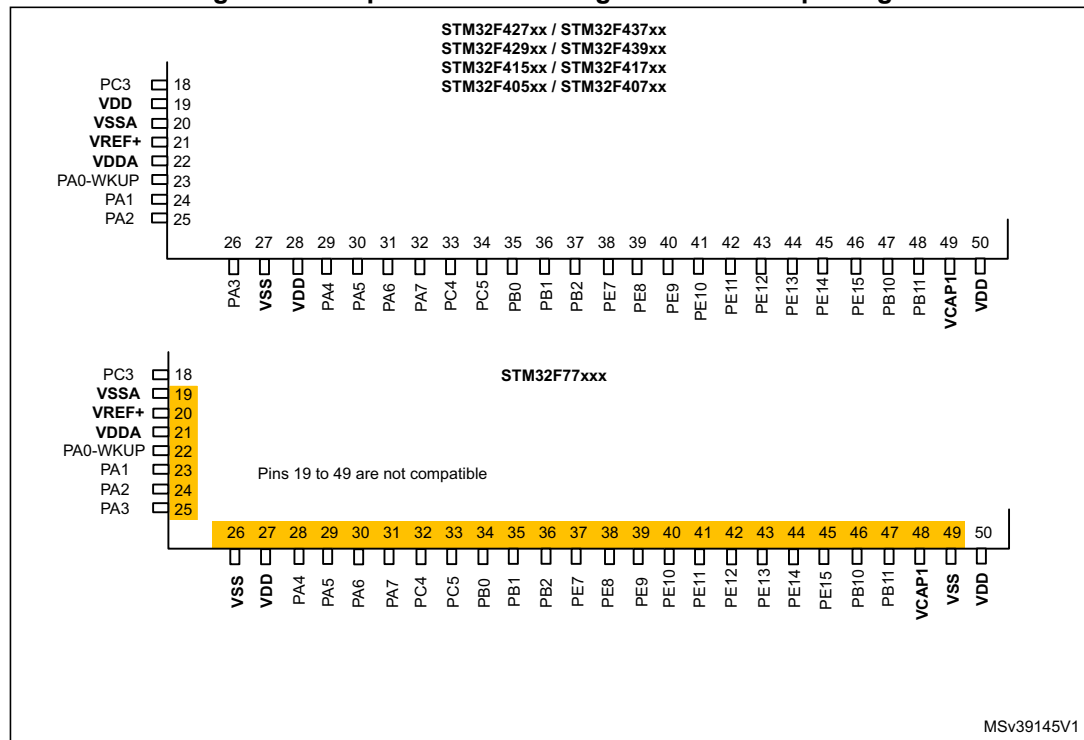 STM32F427xx / STM32F437xx
STM32F429xx / STM32F439xx
STM32F415xx / STM32F417xx
STM32F405xx / STM32F407xx
PC3 18
VDD 19
VSSA 20
VREF+ 21
VDDA 22
PA0-WKUP 23
PA1 24
PA2 25
26 27 28 29 30 31 32 33 34 35 36 37 38 39 40 41 42 43 44 45 46 47 48 49 50
PA3 VSS VDD PA4 PA5 PA6 PA7 PC4 PC5 PB0 PB1 PB2 PE7 PE8 PE9 PE10 PE11 PE12 PE13 PE14 PE15 PB10 PB11 VCAP1 VDD
STM32F77xxx
PC3 18
VSSA 19
VREF+ 20
VDDA 21
PA0-WKUP 22
PA1 23
PA2 24
PA3 25
Pins 19 to 49 are not compatible
26 27 28 29 30 31 32 33 34 35 36 37 38 39 40 41 42 43 44 45 46 47 48 49 50
VSS VDD PA4 PA5 PA6 PA7 PC4 PC5 PB0 PB1 PB2 PE7 PE8 PE9 PE10 PE11 PE12 PE13 PE14 PE15 PB10 PB11 VCAP1 VSS VDD
MSv39145V1